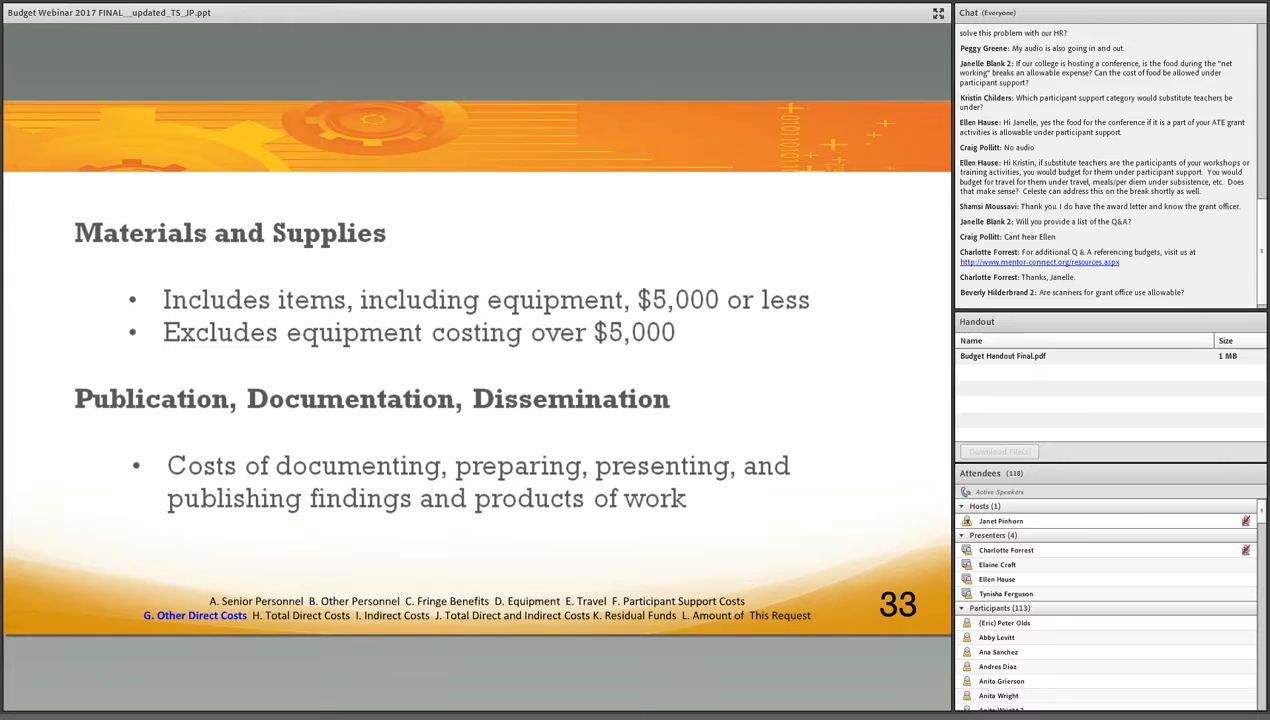 Budget Webinar 2017 FINAL__updated_TS_JP.ppt
Materials and Supplies
• Includes items, including equipment, $5,000 or less
• Excludes equipment costing over $5,000
Publication, Documentation, Dissemination
• Costs of documenting, preparing, presenting, and
publishing findings and products of work
A. Senior Personnel B. Other Personnel C. Fringe Benefits D. Equipment E. Travel F. Participant Support Costs
G. Other Direct Costs H. Total Direct Costs I. Indirect Costs J. Total Direct and Indirect Costs K. Residual Funds L. Amount of This Request
33
Chat (Everyone)
solve this problem with our HR?
Peggy Greene: My audio is also going in and out.
Janelle Blank 2: If our college is hosting a conference, is the food during the "net
working" breaks an allowable expense? Can the cost of food be allowed under
participant support?
Kristin Childers: Which participant support category would substitute teachers be
under?
Ellen Hause: Hi Janelle, yes the food for the conference if it is a part of your ATE grant
activities is allowable under participant support.
Craig Pollitt: No audio
Ellen Hause: Hi Kristin, if substitute teachers are the participants of your workshops or
training activities, you would budget for them under participant support. You would
budget for travel for them under travel, meals/per diem under subsistence, etc. Does
that make sense? Celeste can address this on the break shortly as well.
Shamsi Moussavi: Thank you. I do have the award letter and know the grant officer.
Janelle Blank 2: Will you provide a list of the Q&A?
Craig Pollitt: Cant hear Ellen
Charlotte Forrest: For additional Q & A referencing budgets, visit us at
http://www.mentor-connect.org/resources.aspx
Charlotte Forrest: Thanks, Janelle.
Beverly Hilderbrand 2: Are scanners for grant office use allowable?
Handout
Name Size
Budget Handout Final.pdf 1 MB
Download File(s)
Attendees (118)
Active Speakers
Hosts (1)
Janet Pinhorn
Presenters (4)
Charlotte Forrest
Elaine Craft
Ellen Hause
Tynisha Ferguson
Participants (113)
(Eric) Peter Olds
Abby Levitt
Ana Sanchez
Andres Diaz
Anita Grierson
Anita Wright
Anita Wright 2